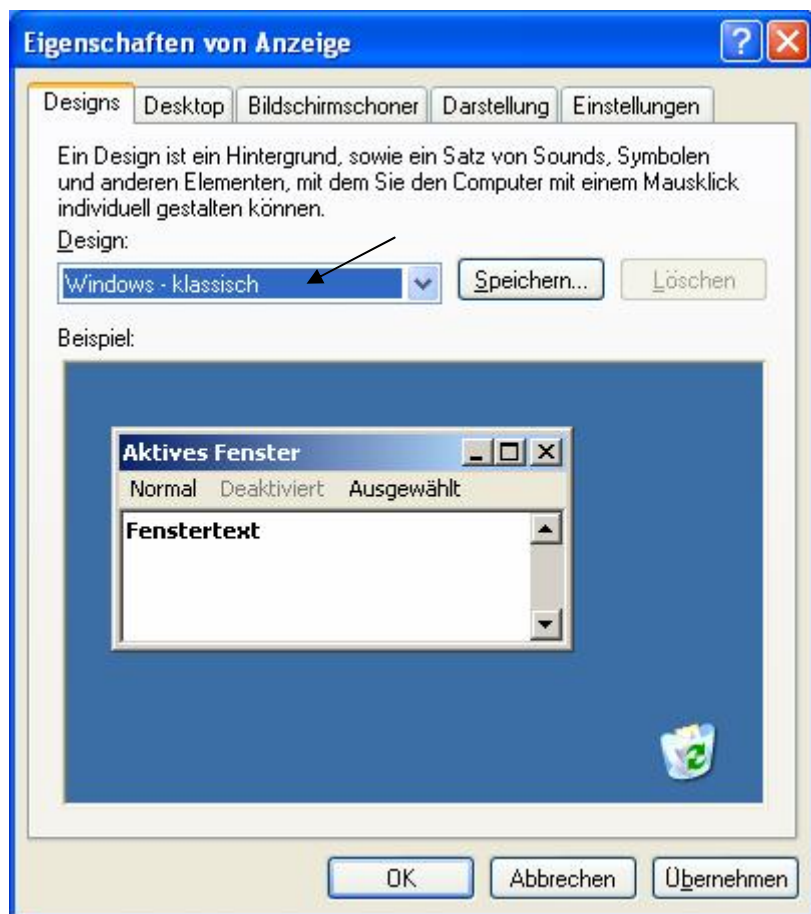 Eigenschaften von Anzeige
Designs Desktop Bildschirmschoner Darstellung Einstellungen
Ein Design ist ein Hintergrund, sowie ein Satz von Sounds, Symbolen
und anderen Elementen, mit dem Sie den Computer mit einem Mausklick
individuell gestalten können.
Design:
Windows - klassisch Speichern... Löschen
Beispiel:
Aktives Fenster
Normal Deaktiviert Ausgewählt
Fenstertext
OK Abbrechen Übernehmen